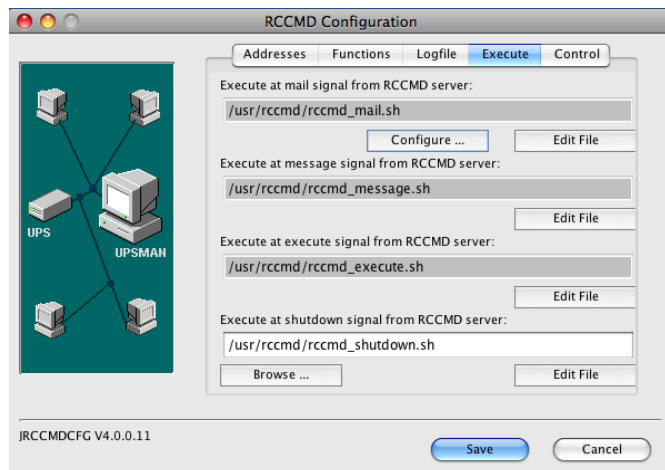 RCCMD Configuration
Addresses Functions Logfile Execute Control
Execute at mail signal from RCCMD server:
/usr/rccmd/rccmd_mail.sh
Configure ... Edit File
Execute at message signal from RCCMD server:
/usr/rccmd/rccmd_message.sh
Edit File
Execute at execute signal from RCCMD server:
/usr/rccmd/rccmd_execute.sh
Edit File
Execute at shutdown signal from RCCMD server:
/usr/rccmd/rccmd_shutdown.sh
Browse ... Edit File
UPS
UPSMAN
JRCCMDCFG V4.0.0.11
Save Cancel